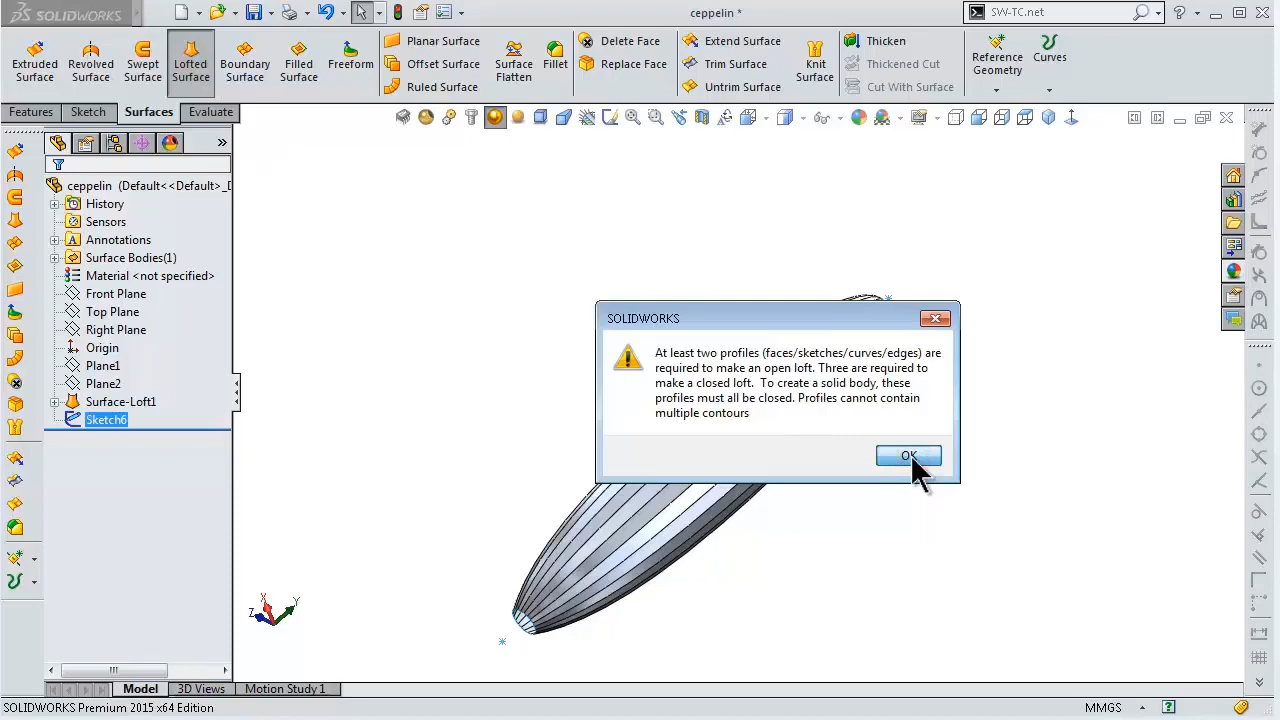 SOLIDWORKS
ceppelin *
SW-TC.net
Extruded Surface
Revolved Surface
Swept Surface
Lofted Surface
Boundary Surface
Filled Surface
Freeform
Planar Surface
Offset Surface
Ruled Surface
Surface Flatten
Fillet
Delete Face
Replace Face
Extend Surface
Trim Surface
Untrim Surface
Knit Surface
Thicken
Thickened Cut
Cut With Surface
Reference Geometry
Curves
Features
Sketch
Surfaces
Evaluate
ceppelin (Default<<Default>_D
History
Sensors
Annotations
Surface Bodies(1)
Material <not specified>
Front Plane
Top Plane
Right Plane
Origin
Plane1
Plane2
Surface-Loft1
Sketch6
SOLIDWORKS
At least two profiles (faces/sketches/curves/edges) are
required to make an open loft. Three are required to
make a closed loft. To create a solid body, these
profiles must all be closed. Profiles cannot contain
multiple contours
OK
X
Y
Z
Model
3D Views
Motion Study 1
SOLIDWORKS Premium 2015 x64 Edition
MMGS